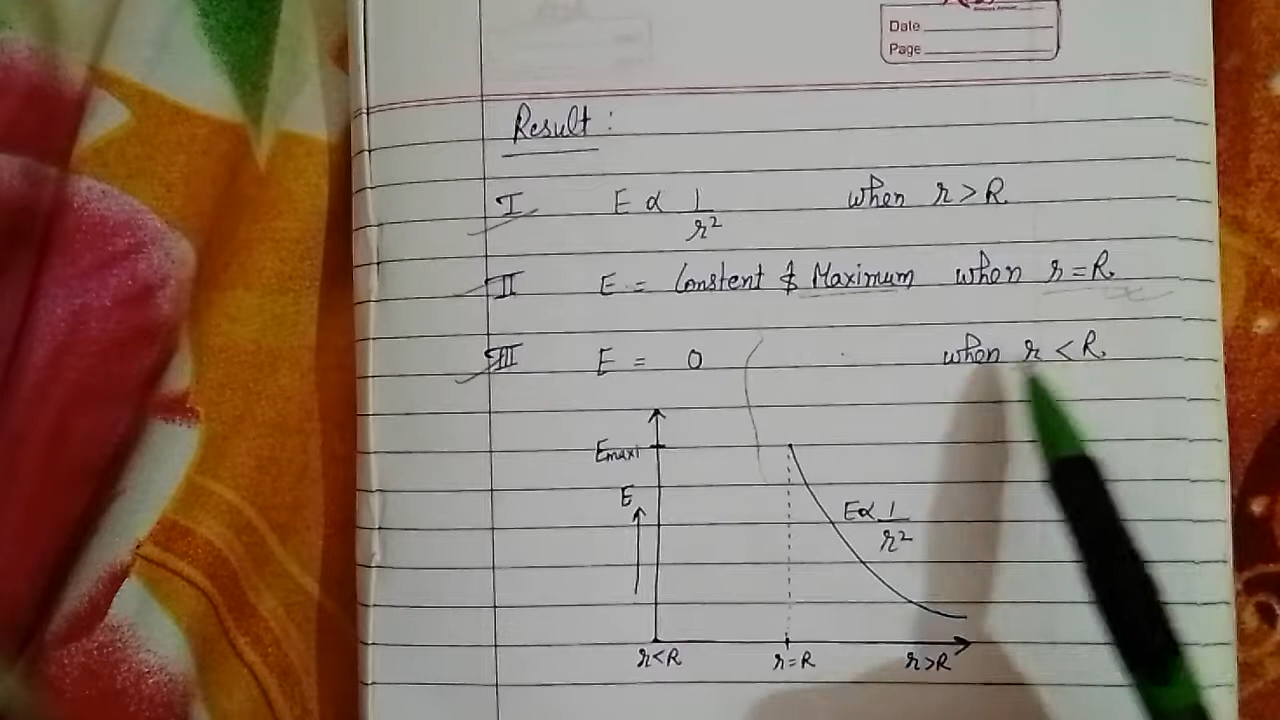 Date
Page
Result :
I E ∝ 1/r² when r > R
II E = Constent & Maximum when r = R
III E = 0 when r < R
Emaxi
E
E ∝ 1/r²
r < R r = R r > R